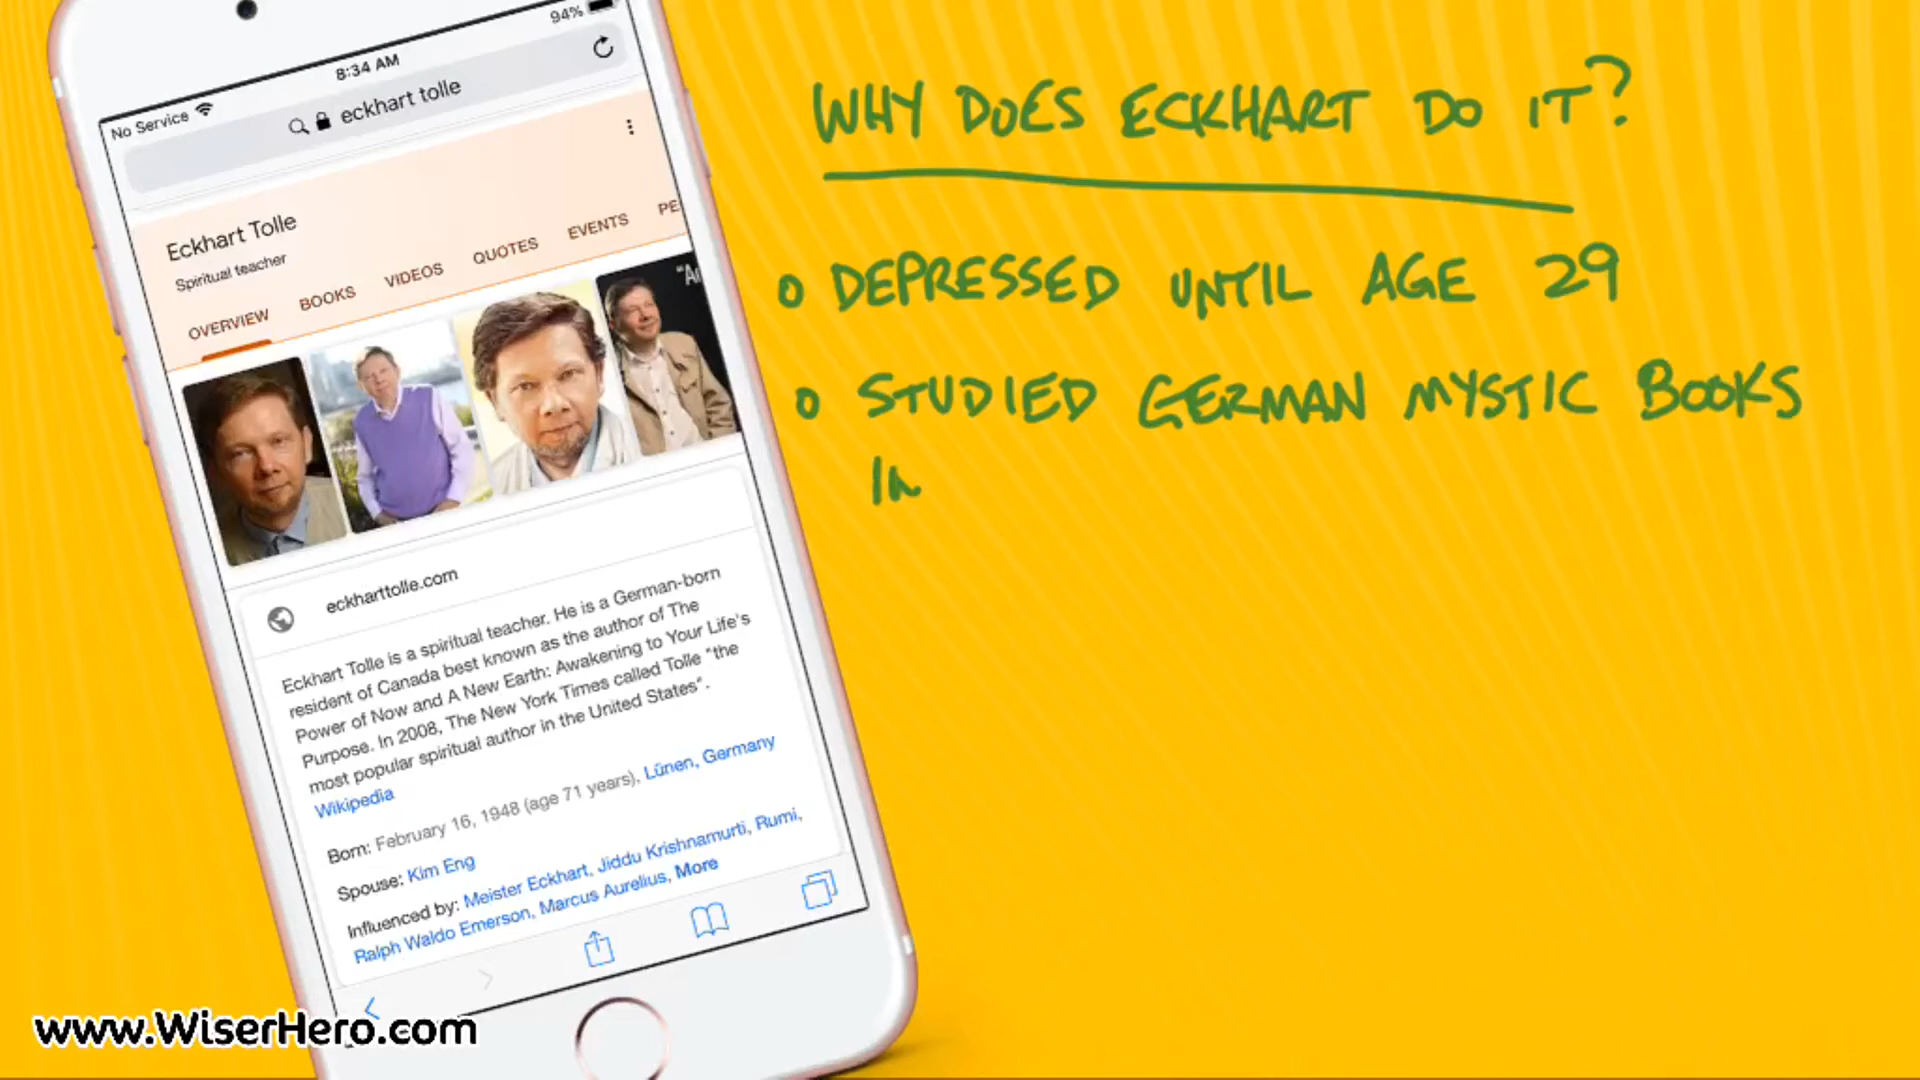 94%
8:34 AM
No Service
eckhart tolle
Eckhart Tolle
Spiritual teacher
OVERVIEW BOOKS VIDEOS QUOTES EVENTS PE
"Ar
eckharttolle.com
Eckhart Tolle is a spiritual teacher. He is a German-born
resident of Canada best known as the author of The
Power of Now and A New Earth: Awakening to Your Life's
Purpose. In 2008, The New York Times called Tolle "the
most popular spiritual author in the United States".
Wikipedia
Born: February 16, 1948 (age 71 years), Lünen, Germany
Spouse: Kim Eng
Influenced by: Meister Eckhart, Jiddu Krishnamurti, Rumi,
Ralph Waldo Emerson, Marcus Aurelius, More
WHY DOES ECKHART DO IT?
o DEPRESSED UNTIL AGE 29
o STUDIED GERMAN MYSTIC BOOKS
IN
www.WiserHero.com